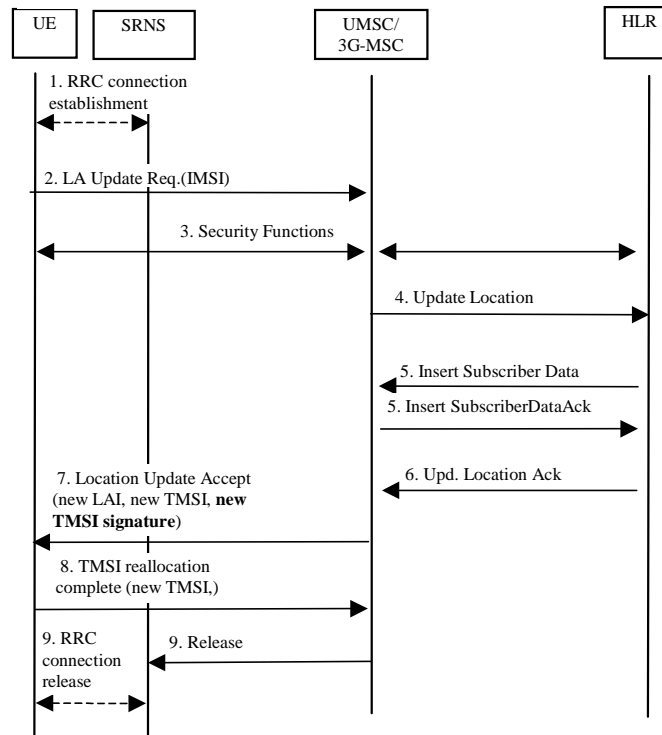 UE
SRNS
UMSC/
3G-MSC
HLR
1. RRC connection
establishment
2. LA Update Req.(IMSI)
3. Security Functions
4. Update Location
5. Insert Subscriber Data
5. Insert SubscriberDataAck
7. Location Update Accept
(new LAI, new TMSI, new
TMSI signature)
6. Upd. Location Ack
8. TMSI reallocation
complete (new TMSI,)
9. RRC
connection
release
9. Release